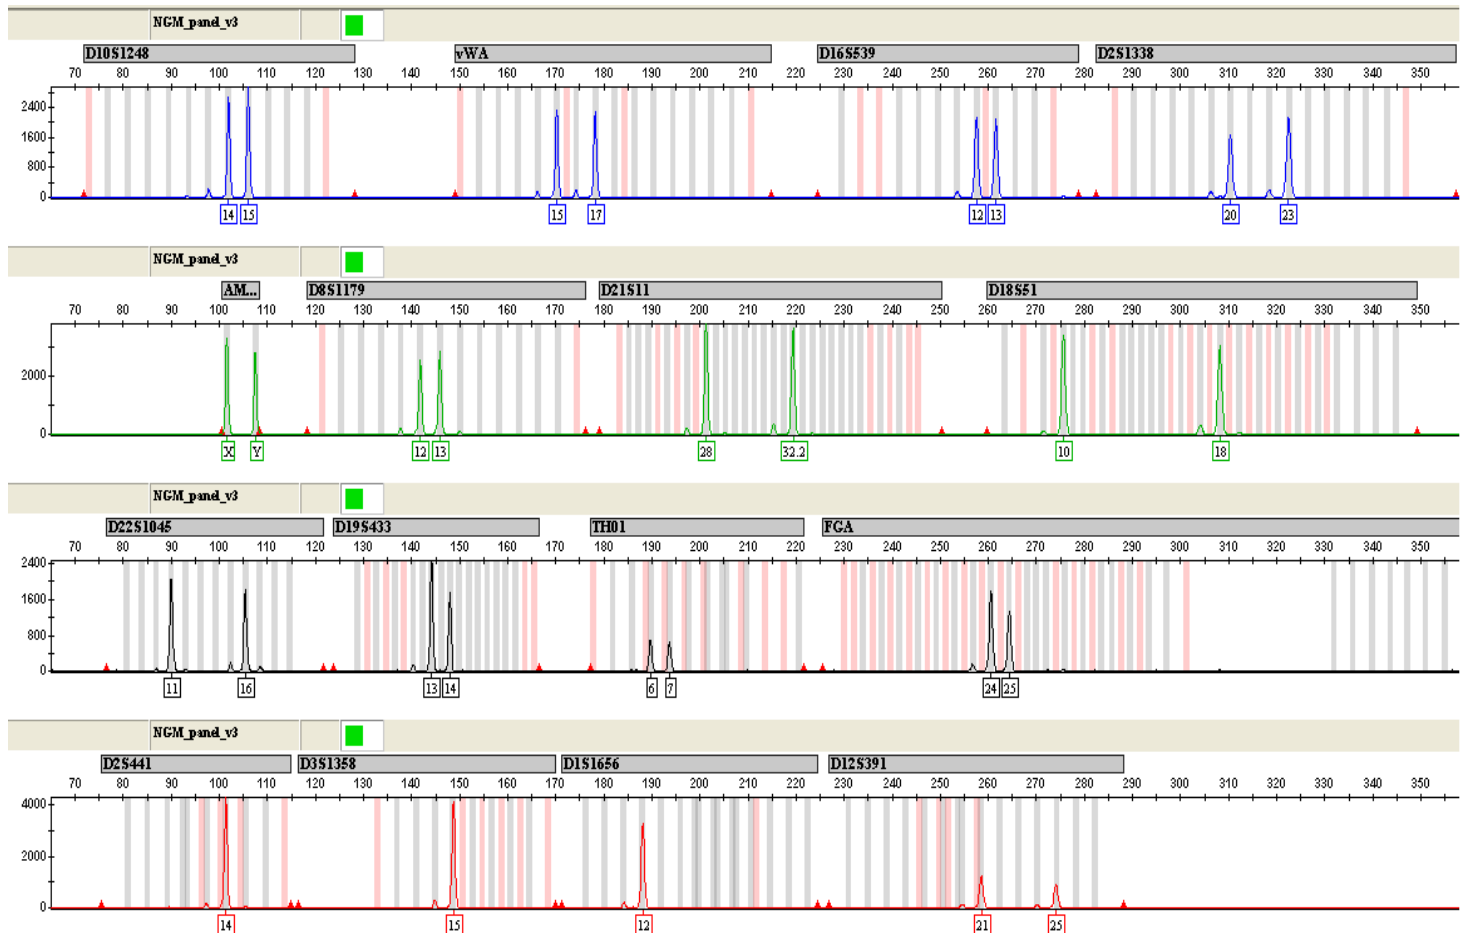 NGM_panel_v3
D10S1248 vWA D16S539 D2S1338
70 80 90 100 110 120 130 140 150 160 170 180 190 200 210 220 230 240 250 260 270 280 290 300 310 320 330 340 350
2400
1600
800
0
14 15 15 17 12 13 20 23
NGM_panel_v3
AM... D8S1179 D21S11 D18S51
70 80 90 100 110 120 130 140 150 160 170 180 190 200 210 220 230 240 250 260 270 280 290 300 310 320 330 340 350
2000
0
X Y 12 13 28 32.2 10 18
NGM_panel_v3
D22S1045 D19S433 TH01 FGA
70 80 90 100 110 120 130 140 150 160 170 180 190 200 210 220 230 240 250 260 270 280 290 300 310 320 330 340 350
2400
1600
800
0
11 16 13 14 6 7 24 25
NGM_panel_v3
D2S441 D3S1358 D1S1656 D12S391
70 80 90 100 110 120 130 140 150 160 170 180 190 200 210 220 230 240 250 260 270 280 290 300 310 320 330 340 350
4000
2000
0
14 15 12 21 25